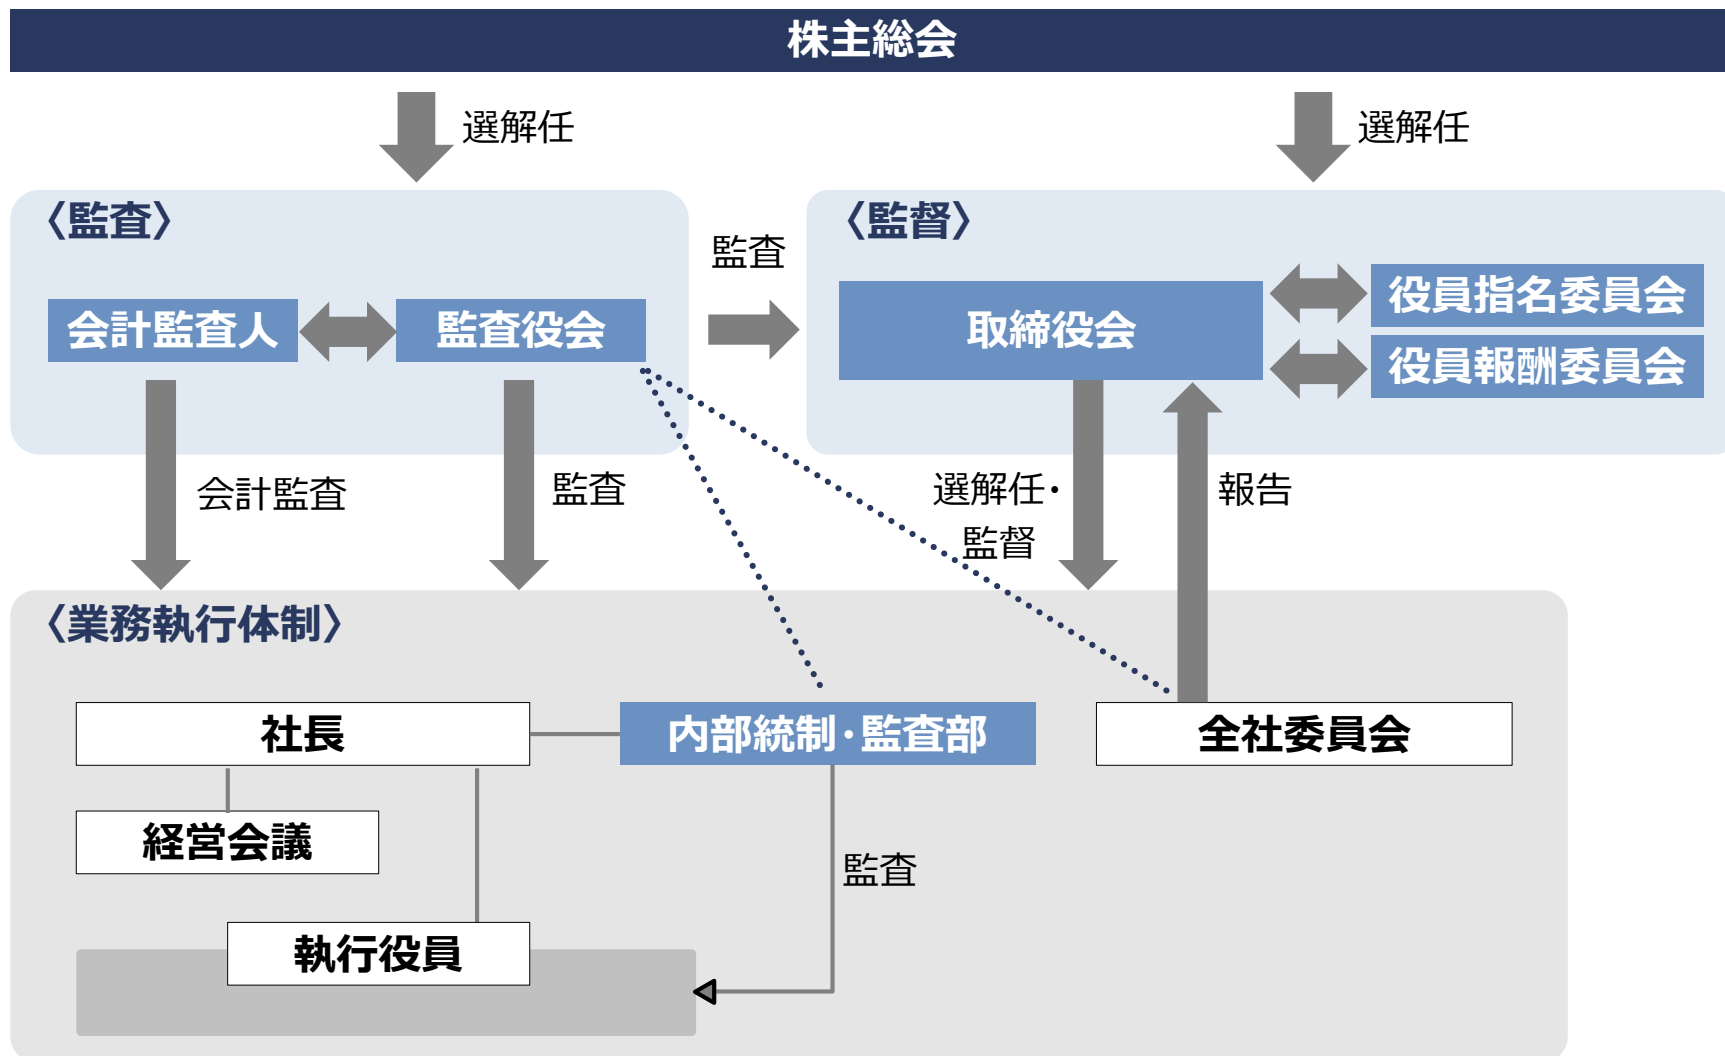 株主総会
選解任
選解任
〈監査〉
監査
〈監督〉
会計監査人
監査役会
取締役会
役員指名委員会
役員報酬委員会
会計監査
監査
選解任・
監督
報告
〈業務執行体制〉
社長
内部統制・監査部
全社委員会
経営会議
監査
執行役員